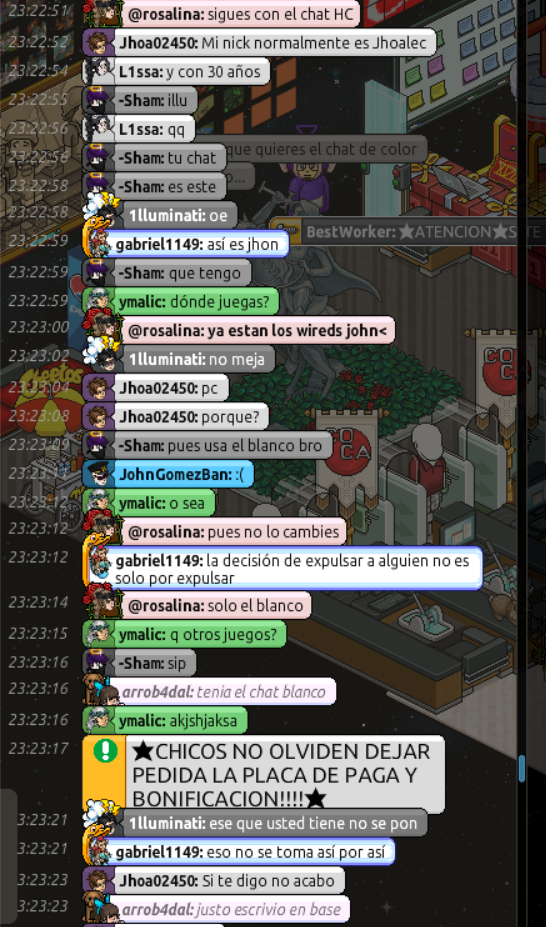 23:22:51 @rosalina: sigues con el chat HC
23:22:52 Jhoa02450: Mi nick normalmente es Jhoalec
23:22:54 L1ssa: y con 30 años
23:22:55 -Sham: illu
L1ssa: qq
que quieres el chat de color
23:22:56 -Sham: tu chat
o...
23:22:58 -Sham: es este
23:22:58 1lluminati: oe
BestWorker: ★ATENCION★SITE
23:22:59 gabriel1149: así es jhon
23:22:59 -Sham: que tengo
23:22:59 ymalic: dónde juegas?
23:23:00 @rosalina: ya estan los wireds john<
23:23:02 1lluminati: no meja
23:23:04 Jhoa02450: pc
Cheetos
COCA
23:23:08 Jhoa02450: porque?
23:23:09 -Sham: pues usa el blanco bro
COCA
JohnGomezBan: :(
23:23:12 ymalic: o sea
23:23:12 @rosalina: pues no lo cambies
23:23:12 gabriel1149: la decisión de expulsar a alguien no es
solo por expulsar
23:23:14 @rosalina: solo el blanco
23:23:15 ymalic: q otros juegos?
23:23:16 -Sham: sip
23:23:16 arrob4dal: tenia el chat blanco
23:23:16 ymalic: akjshjaksa
23:23:17 ★CHICOS NO OLVIDEN DEJAR
PEDIDA LA PLACA DE PAGA Y
BONIFICACION!!!!★
3:23:21 1lluminati: ese que usted tiene no se pon
3:23:21 gabriel1149: eso no se toma así por así
23:23:23 Jhoa02450: Si te digo no acabo
23:23:23 arrob4dal: justo escrivio en base